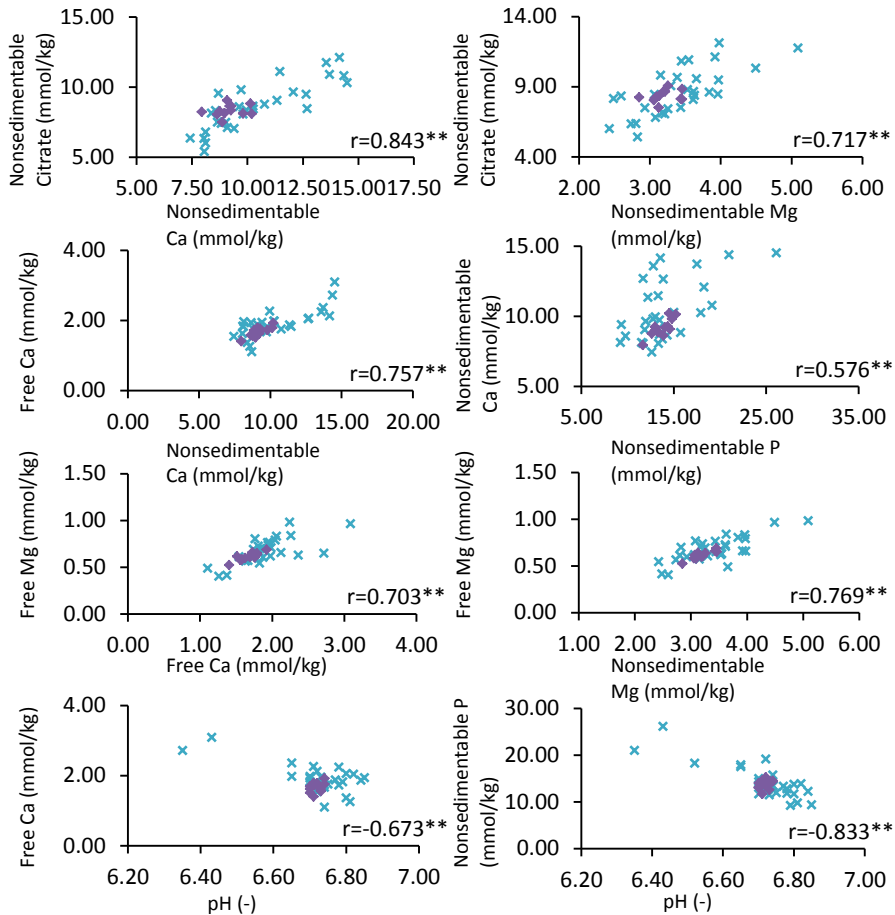 15.00
10.00
5.00
Nonsedimentable
Citrate (mmol/kg)
5.00 7.50 10.00 12.50 15.00 17.50
Nonsedimentable
Ca (mmol/kg)
r=0.843**
14.00
9.00
4.00
Nonsedimentable
Citrate (mmol/kg)
2.00 3.00 4.00 5.00 6.00
Nonsedimentable Mg
(mmol/kg)
r=0.717**
4.00
2.00
0.00
Free Ca (mmol/kg)
0.00 5.00 10.00 15.00 20.00
Nonsedimentable
Ca (mmol/kg)
r=0.757**
15.00
10.00
5.00
Nonsedimentable
Ca (mmol/kg)
5.00 15.00 25.00 35.00
Nonsedimentable P
(mmol/kg)
r=0.576**
1.50
1.00
0.50
0.00
Free Mg (mmol/kg)
0.00 1.00 2.00 3.00 4.00
Free Ca (mmol/kg)
r=0.703**
1.50
1.00
0.50
0.00
Free Mg (mmol/kg)
1.00 2.00 3.00 4.00 5.00 6.00
Nonsedimentable
Mg (mmol/kg)
r=0.769**
4.00
2.00
0.00
Free Ca (mmol/kg)
6.20 6.40 6.60 6.80 7.00
pH (-)
r=-0.673**
30.00
20.00
10.00
0.00
Nonsedimentable P
(mmol/kg)
6.20 6.40 6.60 6.80 7.00
pH (-)
r=-0.833**